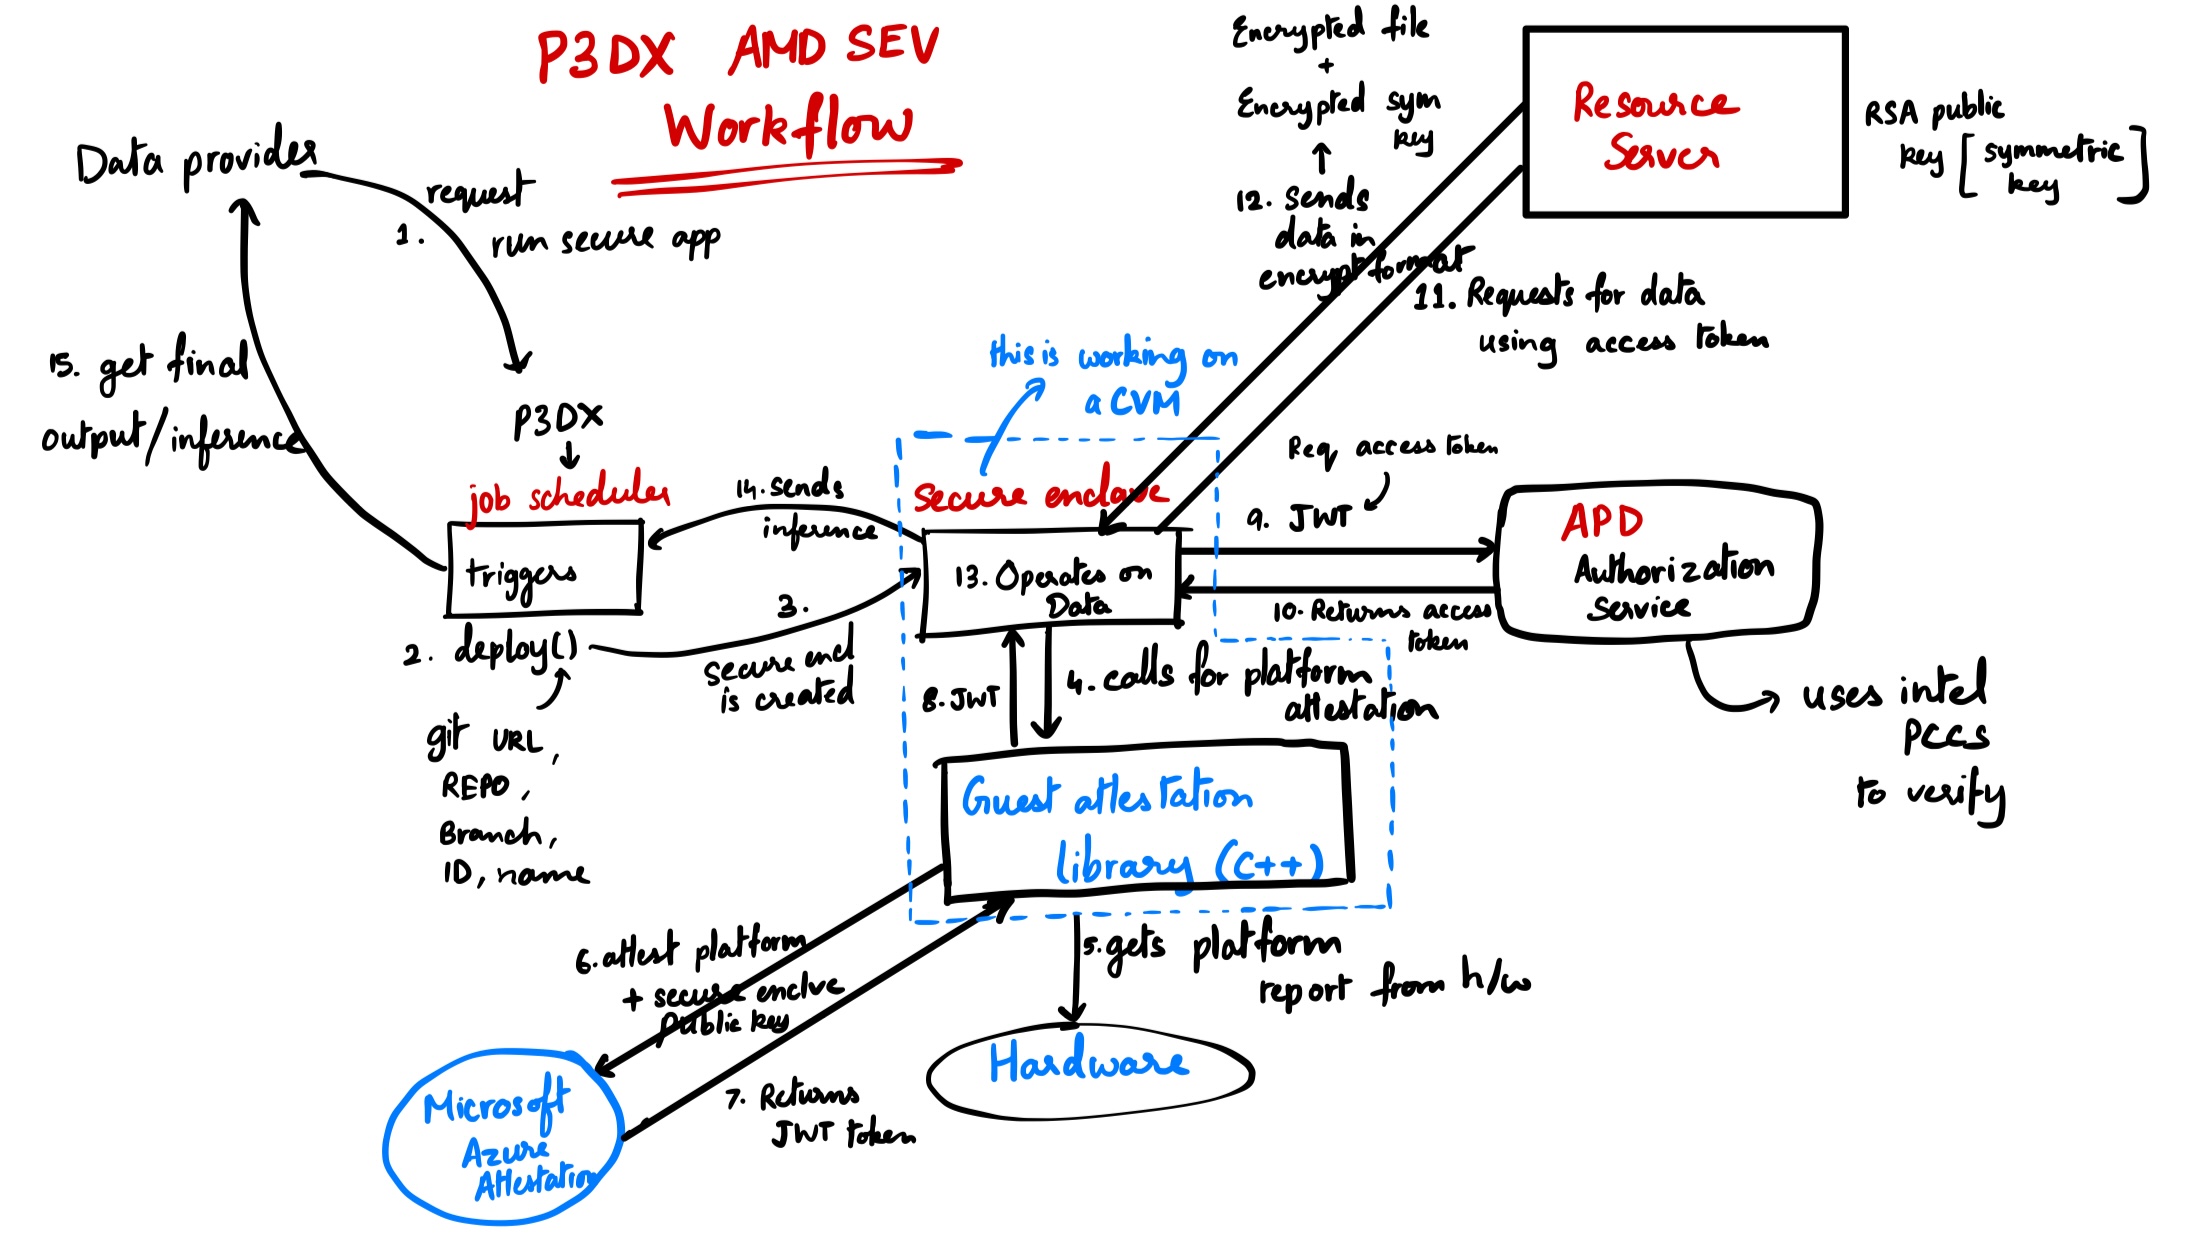 P3DX AMD SEV
Workflow
Data provider
1.
request
run secure app
15. get final
output/inference
P3DX
job scheduler
triggers
2. deploy()
git URL,
REPO,
Branch,
ID, name
3.
secure encl
is created
14. sends
inference
this is working on
a CVM
Secure enclave
13. Operates on
Data
Encrypted file
+
Encrypted sym
key
12. Sends
data in
encrypt format
Resource
Server
RSA public
key [symmetric
key]
11. Requests for data
using access token
Req access token
9. JWT
10. Returns access
token
APD
Authorization
Service
uses intel
PCCS
to verify
8. JWT
4. calls for platform
attestation
Guest attestation
library (C++)
5. gets platform
report from h/w
Hardware
6. attest platform
+ secure enclve
Public key
7. Returns
JWT token
Microsoft
Azure
Attestation